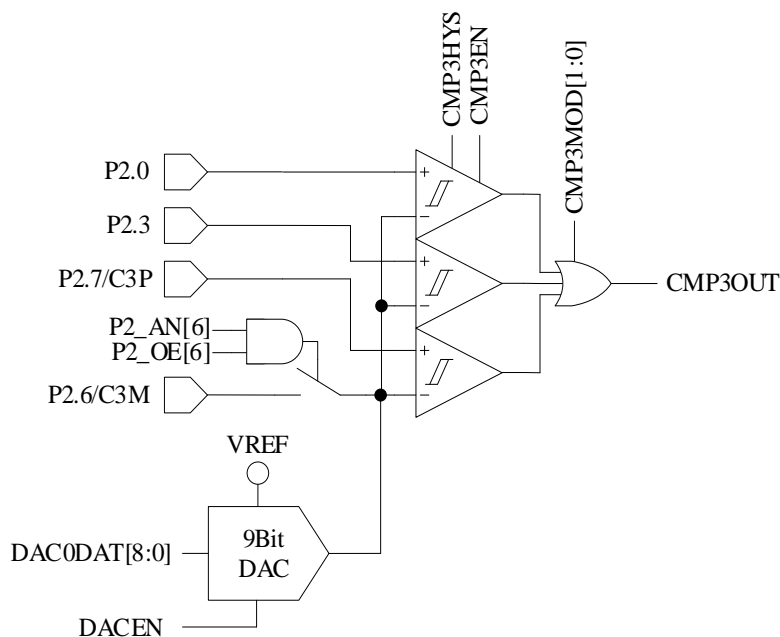 CMP3HYS
CMP3EN
CMP3MOD[1:0]
P2.0
+
−
P2.3
+
−
P2.7/C3P
+
−
CMP3OUT
P2_AN[6]
P2_OE[6]
P2.6/C3M
VREF
DAC0DAT[8:0]
9Bit
DAC
DACEN